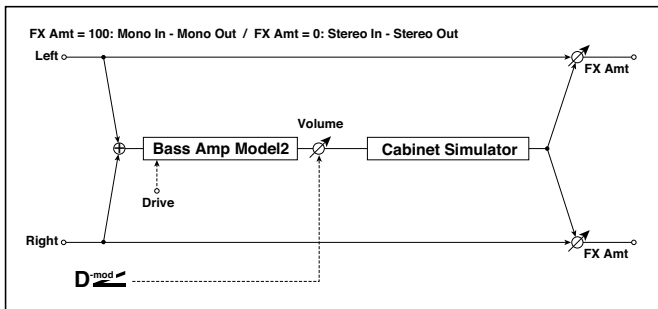 FX Amt = 100: Mono In - Mono Out / FX Amt = 0: Stereo In - Stereo Out
Left
FX Amt
Volume
Bass Amp Model2
Cabinet Simulator
Drive
Right
FX Amt
D-mod